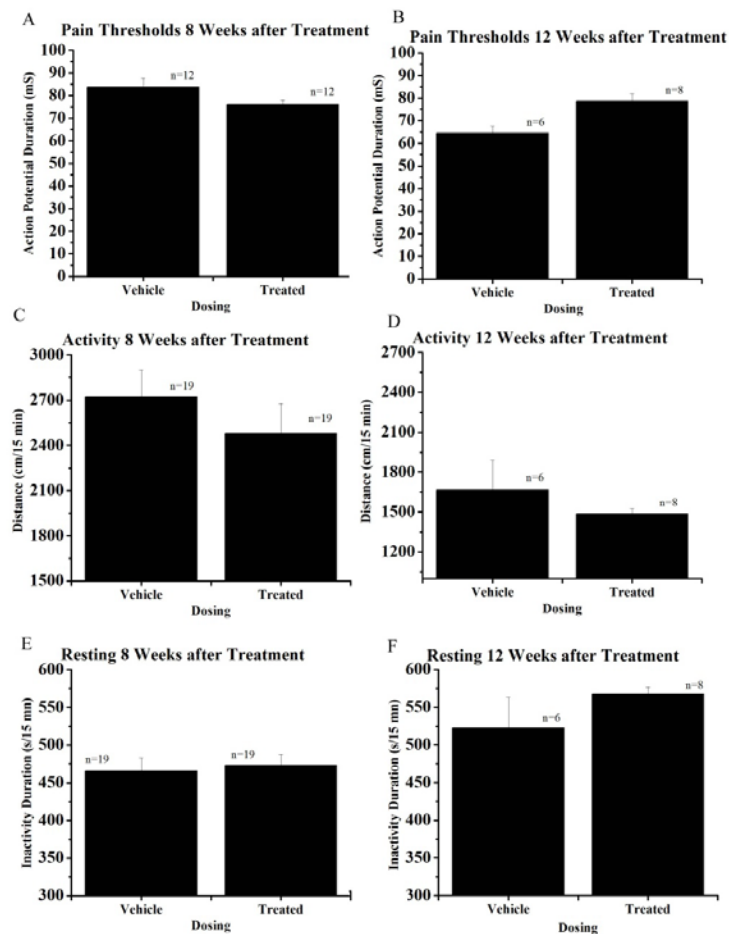 A
Pain Thresholds 8 Weeks after Treatment
100
90
80
70
60
50
40
30
20
10
0
Action Potential Duration (mS)
n=12
n=12
Vehicle
Treated
Dosing
B
Pain Thresholds 12 Weeks after Treatment
100
90
80
70
60
50
40
30
20
10
0
Action Potential Duration (mS)
n=6
n=8
Vehicle
Treated
Dosing
C
Activity 8 Weeks after Treatment
3000
2700
2400
2100
1800
1500
Distance (cm/15 min)
n=19
n=19
Vehicle
Treated
Dosing
D
Activity 12 Weeks after Treatment
2700
2400
2100
1800
1500
1200
Distance (cm/15 min)
n=6
n=8
Vehicle
Treated
Dosing
E
Resting 8 Weeks after Treatment
600
550
500
450
400
350
300
Inactivity Duration (s/15 mn)
n=19
n=19
Vehicle
Treated
Dosing
F
Resting 12 Weeks after Treatment
600
550
500
450
400
350
300
Inactivity Duration (s/15 mn)
n=6
n=8
Vehicle
Treated
Dosing